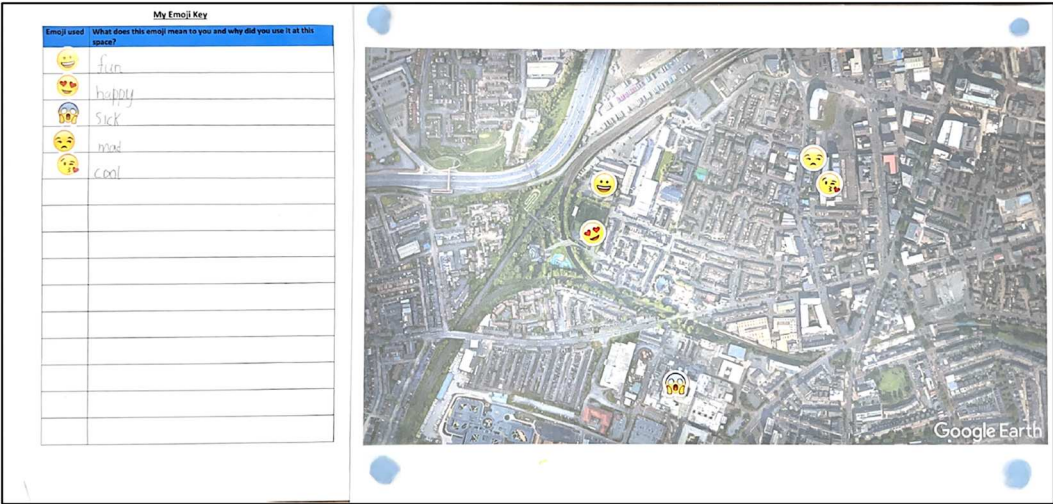 My Emoji Key
Emoji used What does this emoji mean to you and why did you use it at this
space?
fun
happy
sick
mad
cool
Google Earth